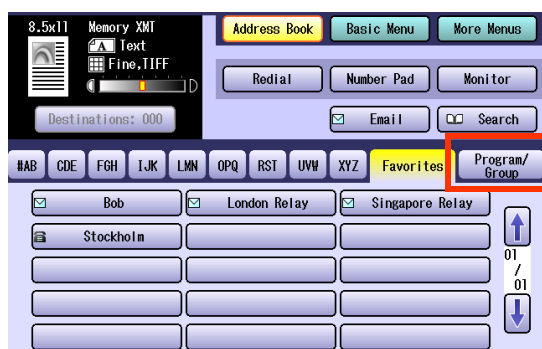 8.5x11 Memory XMT
A Text
Fine,TIFF
D
Destinations: 000
Address Book
Basic Menu
More Menus
Redial
Number Pad
Monitor
Email
Search
#AB
CDE
FGH
IJK
LMN
OPQ
RST
UVW
XYZ
Favorites
Program/
Group
Bob
London Relay
Singapore Relay
Stockholm
01
/
01